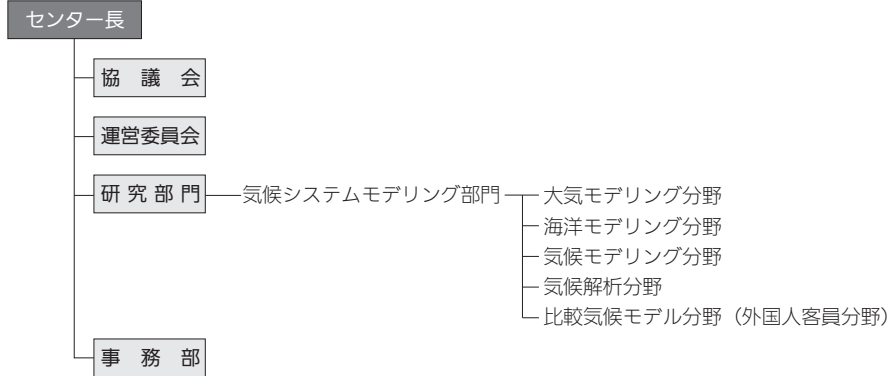 センター長
協議会
運営委員会
研究部門 気候システムモデリング部門 大気モデリング分野
海洋モデリング分野
気候モデリング分野
気候解析分野
比較気候モデル分野（外国人客員分野）
事務部